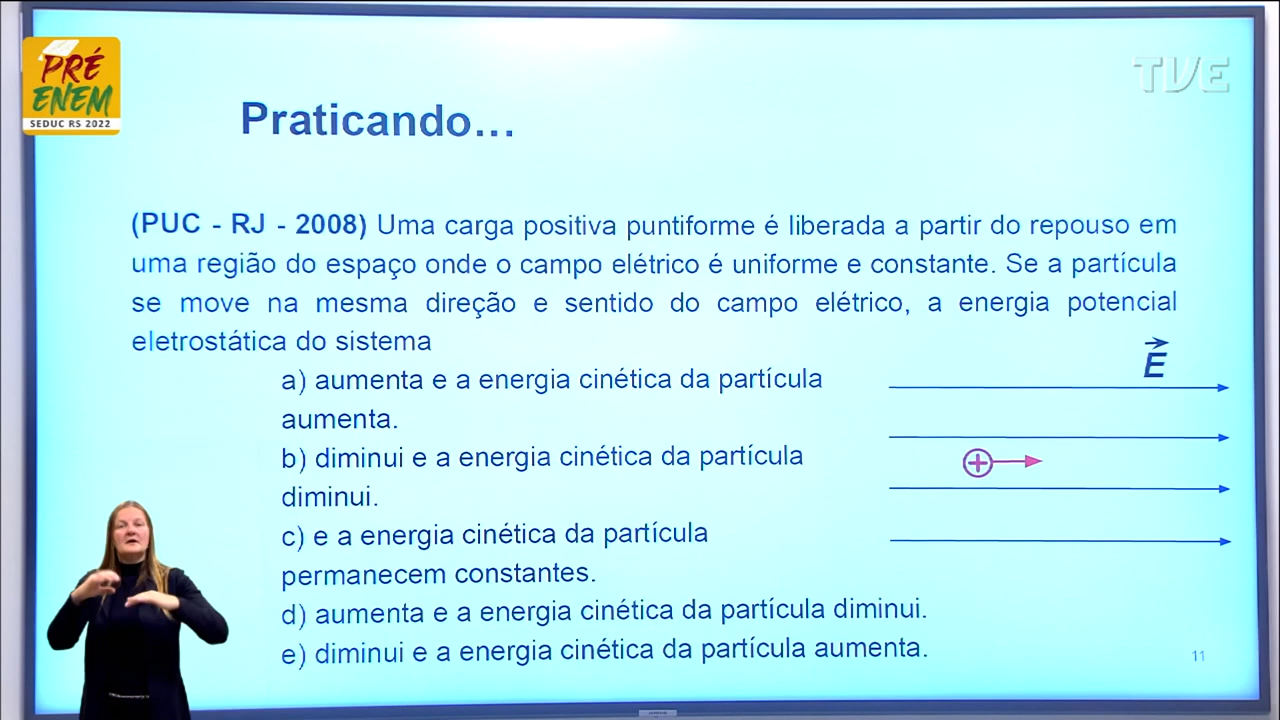 PRÉ
ENEM
SEDUC RS 2022
TVE
Praticando...
(PUC - RJ - 2008) Uma carga positiva puntiforme é liberada a partir do repouso em
uma região do espaço onde o campo elétrico é uniforme e constante. Se a partícula
se move na mesma direção e sentido do campo elétrico, a energia potencial
eletrostática do sistema
a) aumenta e a energia cinética da partícula
aumenta.
b) diminui e a energia cinética da partícula
diminui.
c) e a energia cinética da partícula
permanecem constantes.
d) aumenta e a energia cinética da partícula diminui.
e) diminui e a energia cinética da partícula aumenta.
E
11